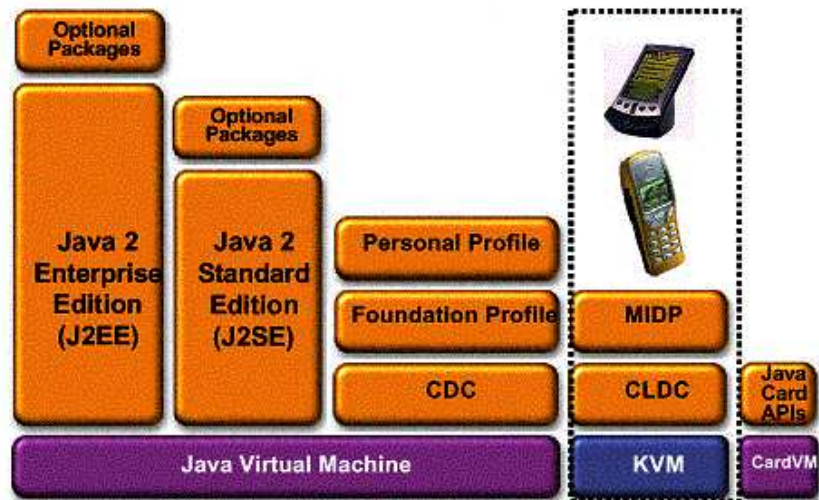 Optional
Packages
Java 2
Enterprise
Edition
(J2EE)
Optional
Packages
Java 2
Standard
Edition
(J2SE)
Personal Profile
Foundation Profile
CDC
MIDP
CLDC
Java
Card
APIs
Java Virtual Machine
KVM
CardVM